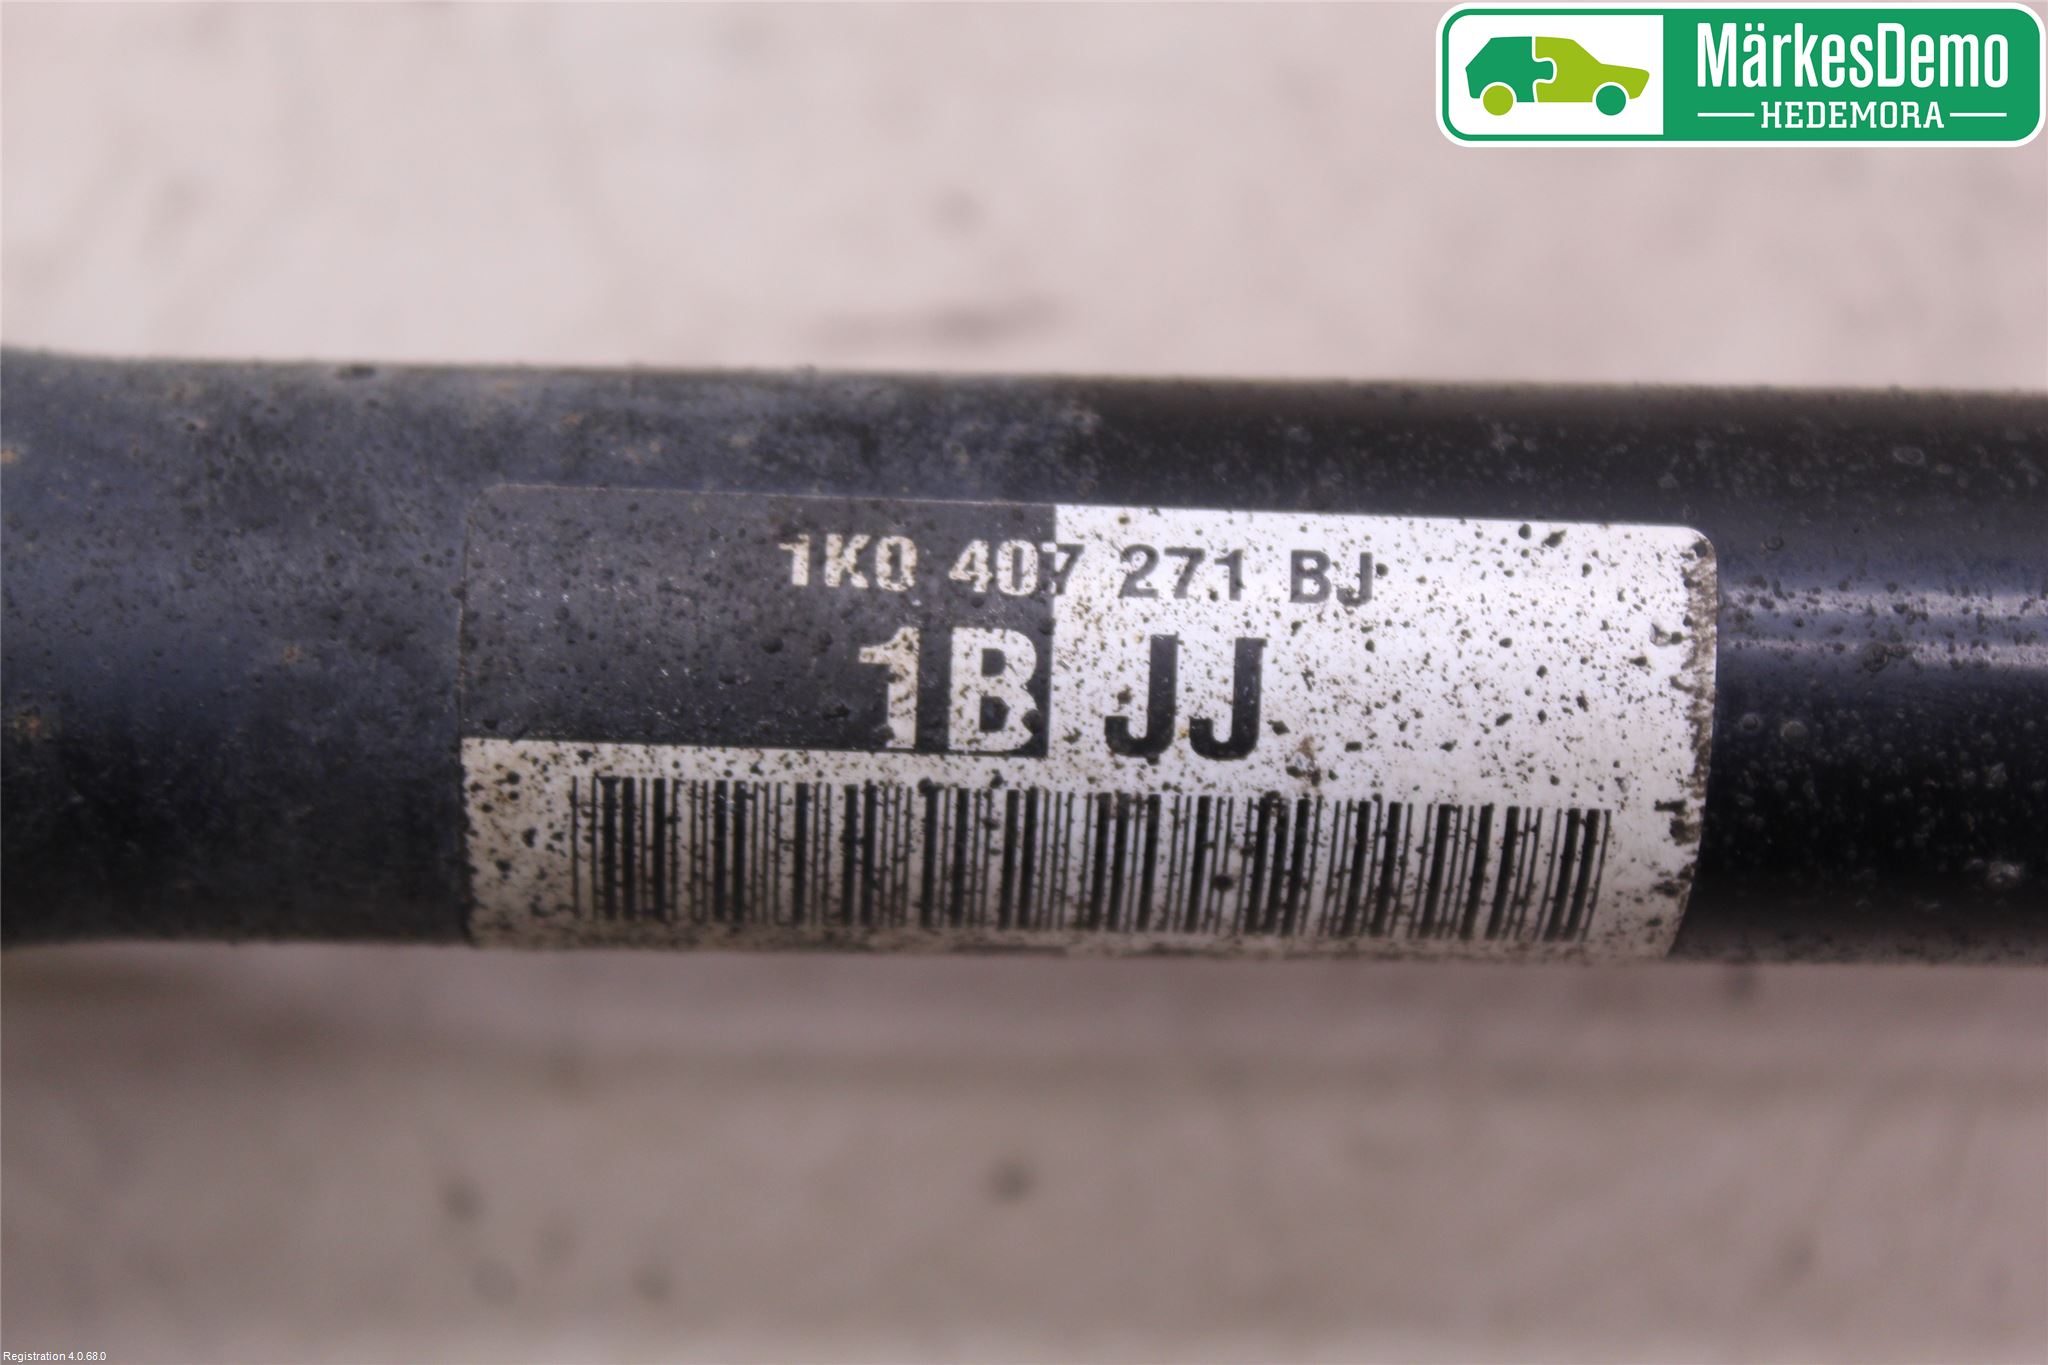 MärkesDemo
HEDEMORA
1K0 407 271 BJ
1B JJ
Registration 4.0.68.0